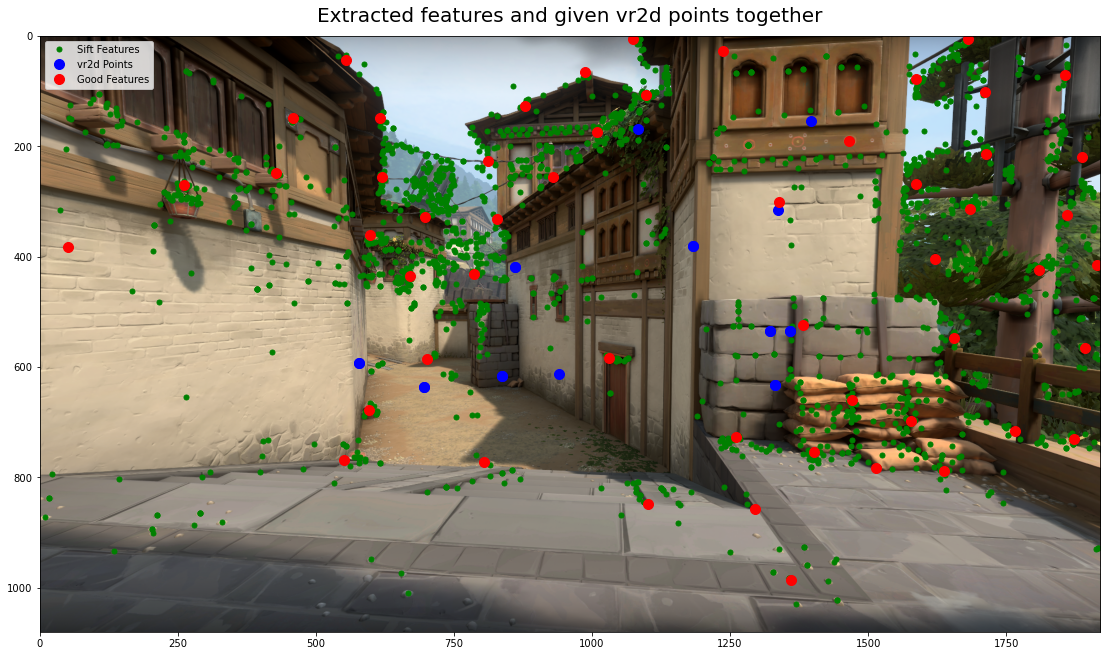 Extracted features and given vr2d points together
Sift Features
vr2d Points
Good Features
0
200
400
600
800
1000
0 250 500 750 1000 1250 1500 1750